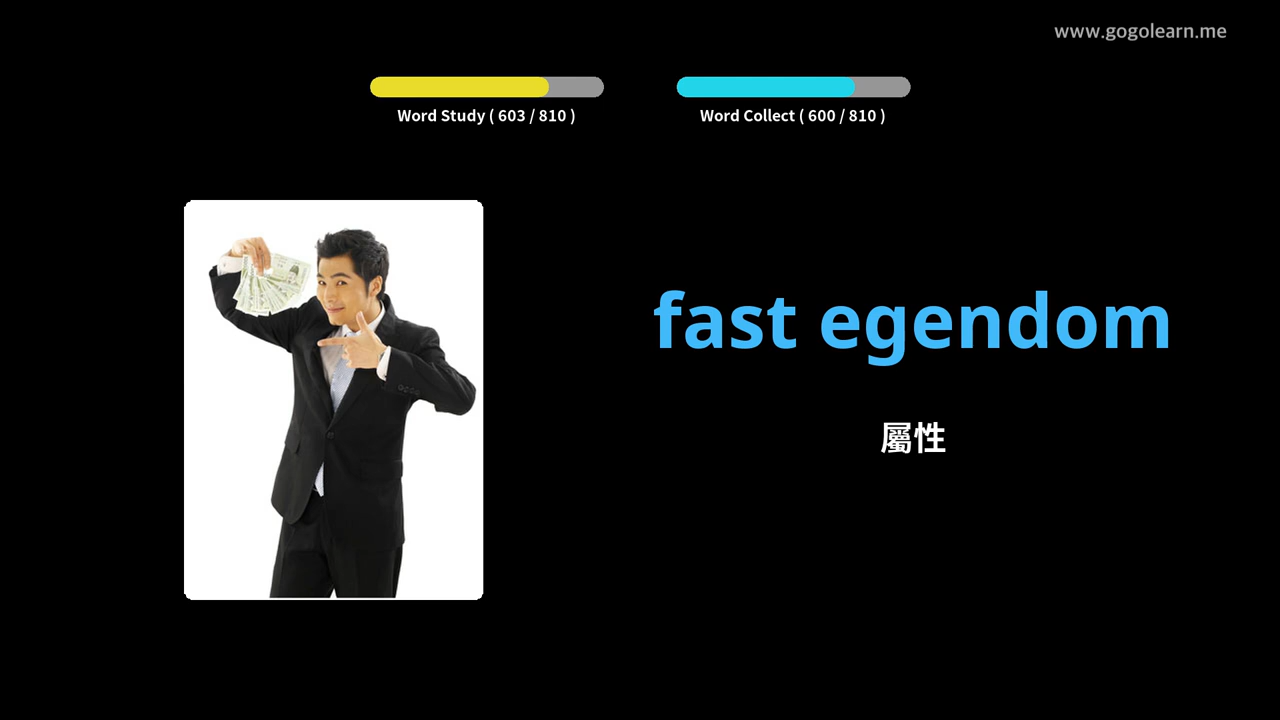 www.gogolearn.me
Word Study ( 603 / 810 )
Word Collect ( 600 / 810 )
fast egendom
屬性